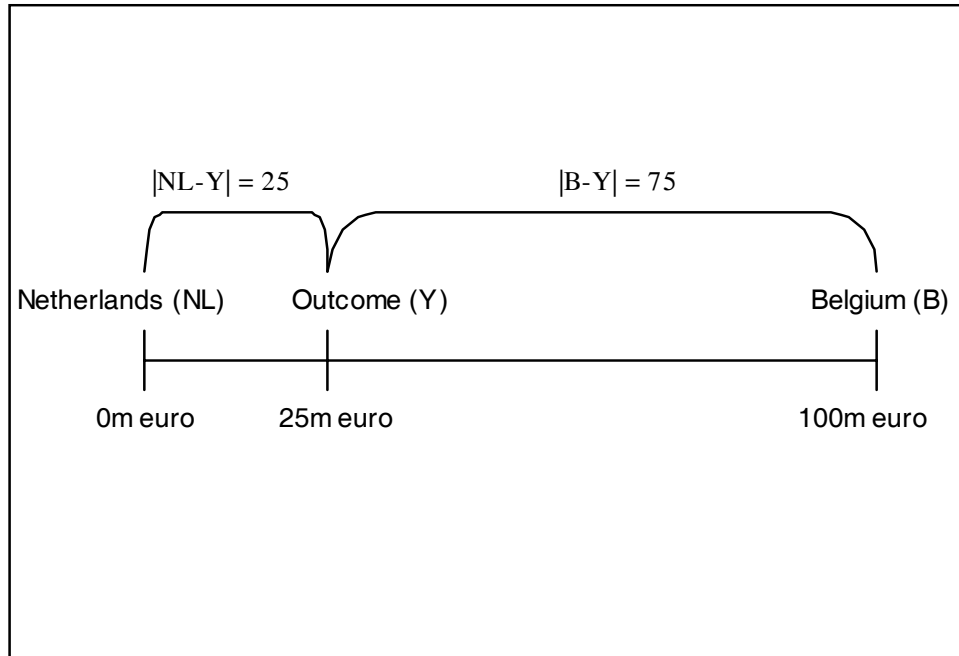 |NL-Y| = 25 |B-Y| = 75
Netherlands (NL) Outcome (Y) Belgium (B)
0m euro 25m euro 100m euro